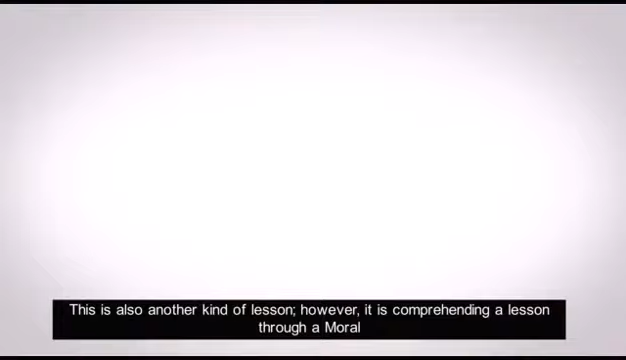 This is also another kind of lesson; however, it is comprehending a lesson
through a Moral